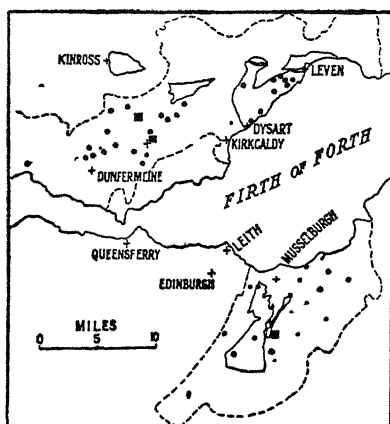 KINROSS
LEVEN
DYSART
KIRKCALDY
DUNFERMLINE
FIRTH OF FORTH
LEITH
MUSSELBURGH
QUEENSFERRY
EDINBURGH
MILES
0 5 10